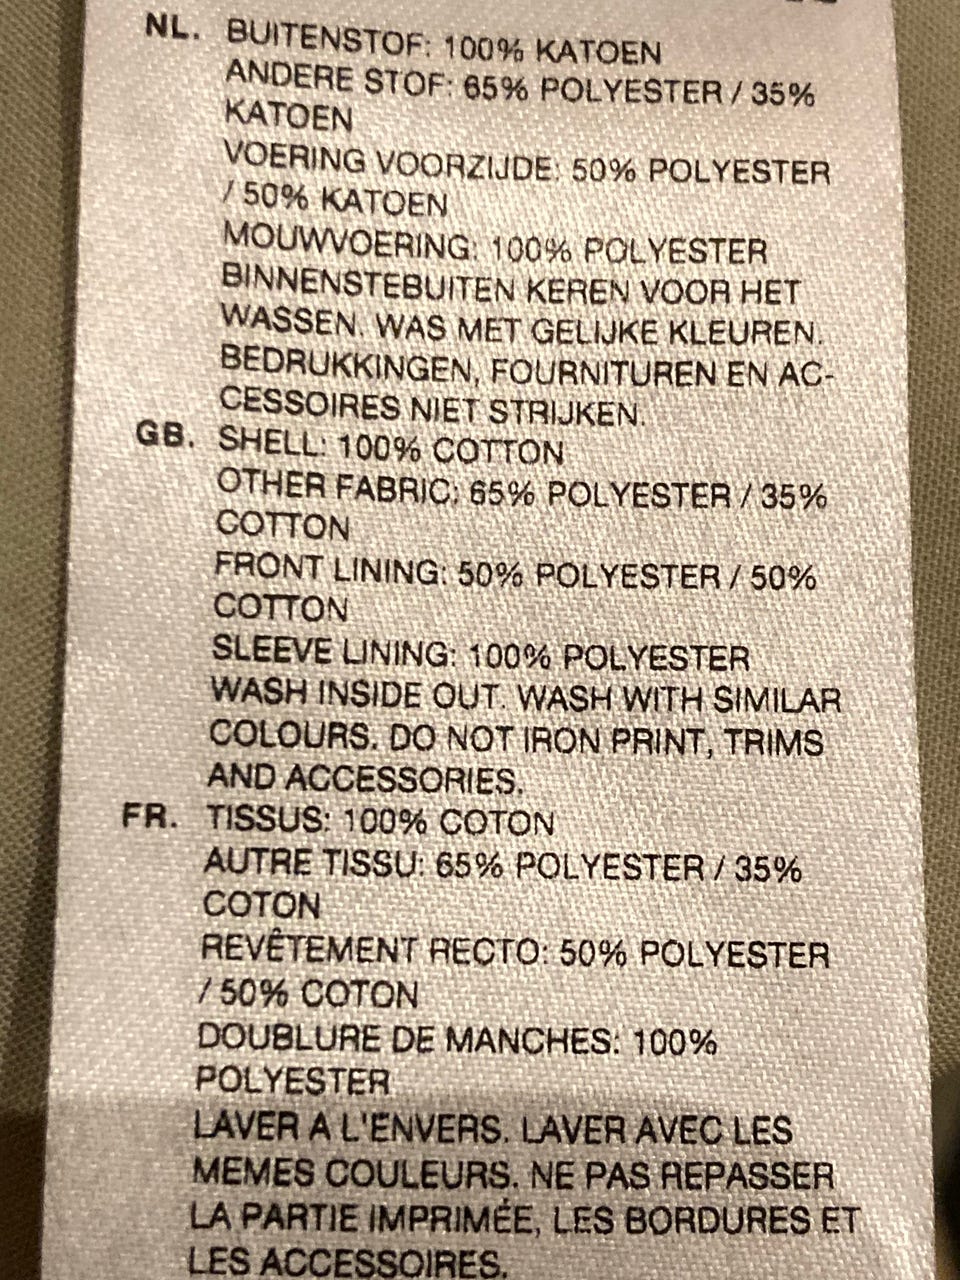 NL. BUITENSTOF: 100% KATOEN
ANDERE STOF: 65% POLYESTER / 35%
KATOEN
VOERING VOORZIJDE: 50% POLYESTER
/ 50% KATOEN
MOUWVOERING: 100% POLYESTER
BINNENSTEBUITEN KEREN VOOR HET
WASSEN. WAS MET GELIJKE KLEUREN.
BEDRUKKINGEN, FOURNITUREN EN AC-
CESSOIRES NIET STRIJKEN.
GB. SHELL: 100% COTTON
OTHER FABRIC: 65% POLYESTER / 35%
COTTON
FRONT LINING: 50% POLYESTER / 50%
COTTON
SLEEVE LINING: 100% POLYESTER
WASH INSIDE OUT. WASH WITH SIMILAR
COLOURS. DO NOT IRON PRINT, TRIMS
AND ACCESSORIES.
FR. TISSUS: 100% COTON
AUTRE TISSU: 65% POLYESTER / 35%
COTON
REVÊTEMENT RECTO: 50% POLYESTER
/ 50% COTON
DOUBLURE DE MANCHES: 100%
POLYESTER
LAVER A L'ENVERS. LAVER AVEC LES
MEMES COULEURS. NE PAS REPASSER
LA PARTIE IMPRIMÉE, LES BORDURES ET
LES ACCESSOIRES.